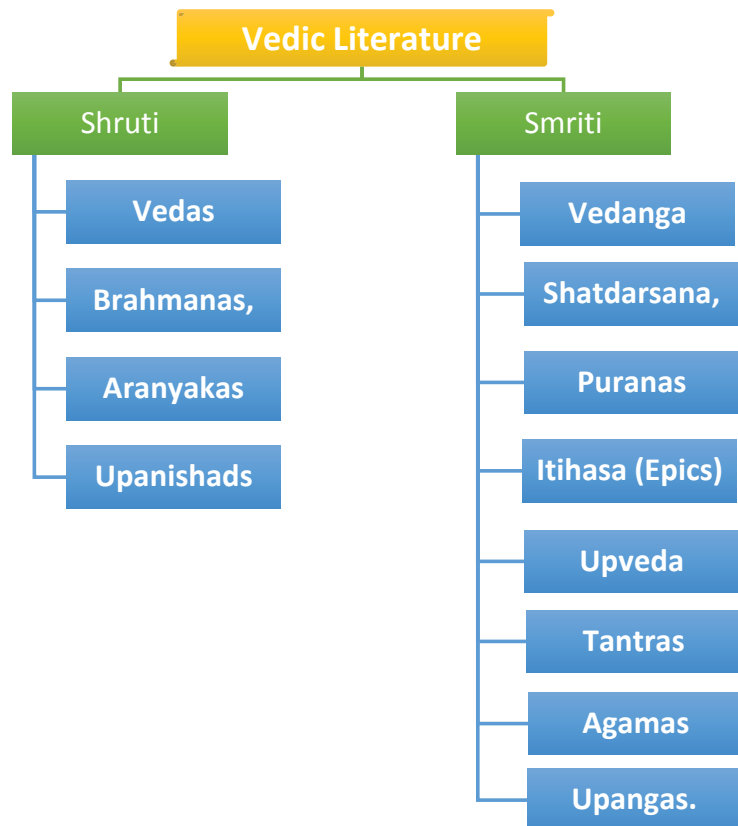 Vedic Literature
Shruti
Vedas
Brahmanas,
Aranyakas
Upanishads
Smriti
Vedanga
Shatdarsana,
Puranas
Itihasa (Epics)
Upveda
Tantras
Agamas
Upangas.